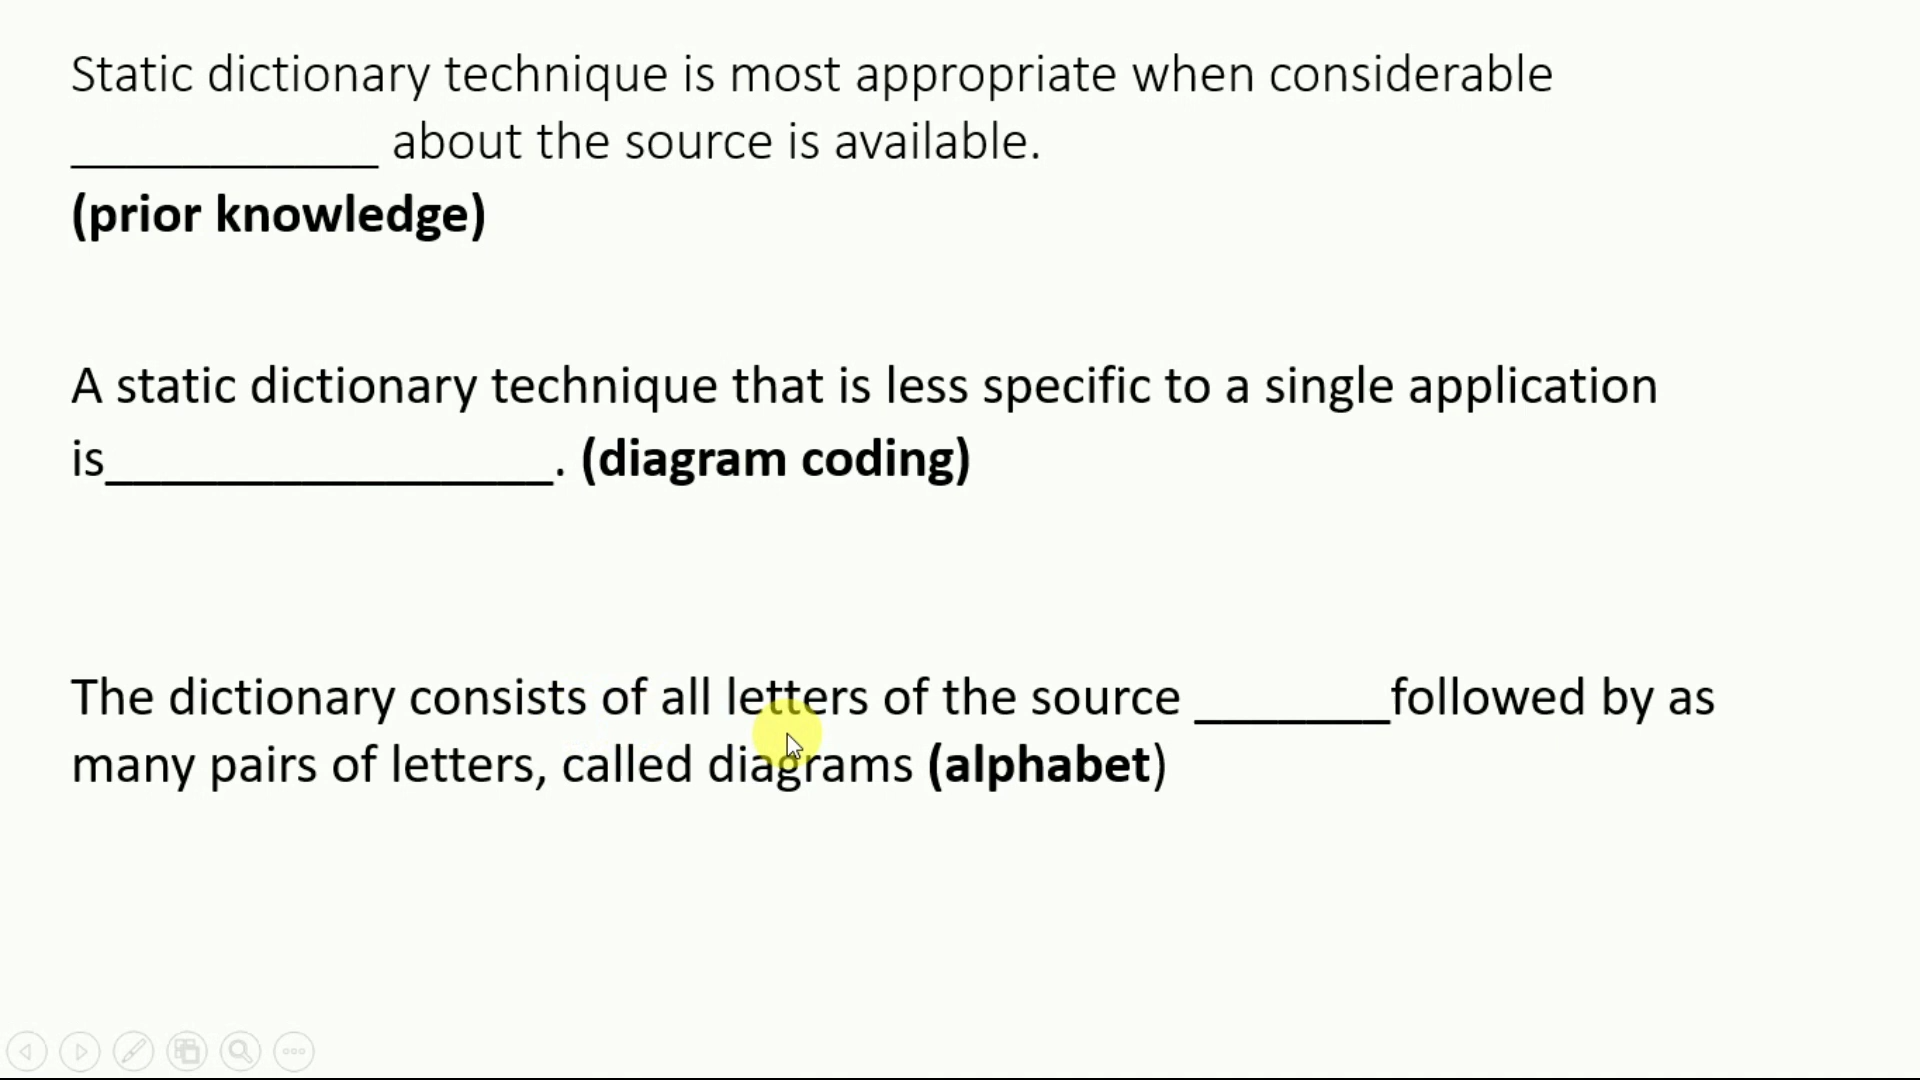 Static dictionary technique is most appropriate when considerable
____________ about the source is available.
(prior knowledge)
A static dictionary technique that is less specific to a single application
is________________. (diagram coding)
The dictionary consists of all letters of the source _______followed by as
many pairs of letters, called diagrams (alphabet)